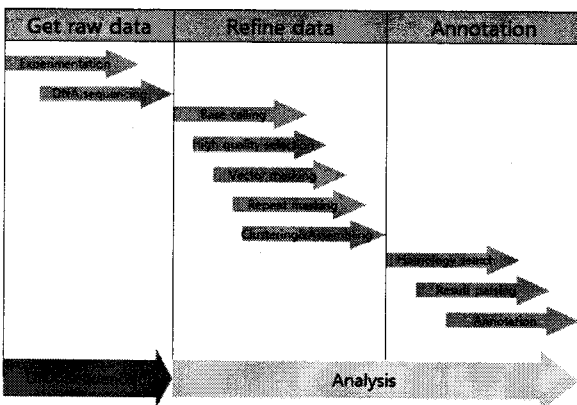 Get raw data
Refine data
Annotation
Experimentation
DNA sequencing
Base calling
High quality selection
Vector masking
Repeat masking
Clustering&Assembling
Homology search
Result parsing
Annotation
Analysis